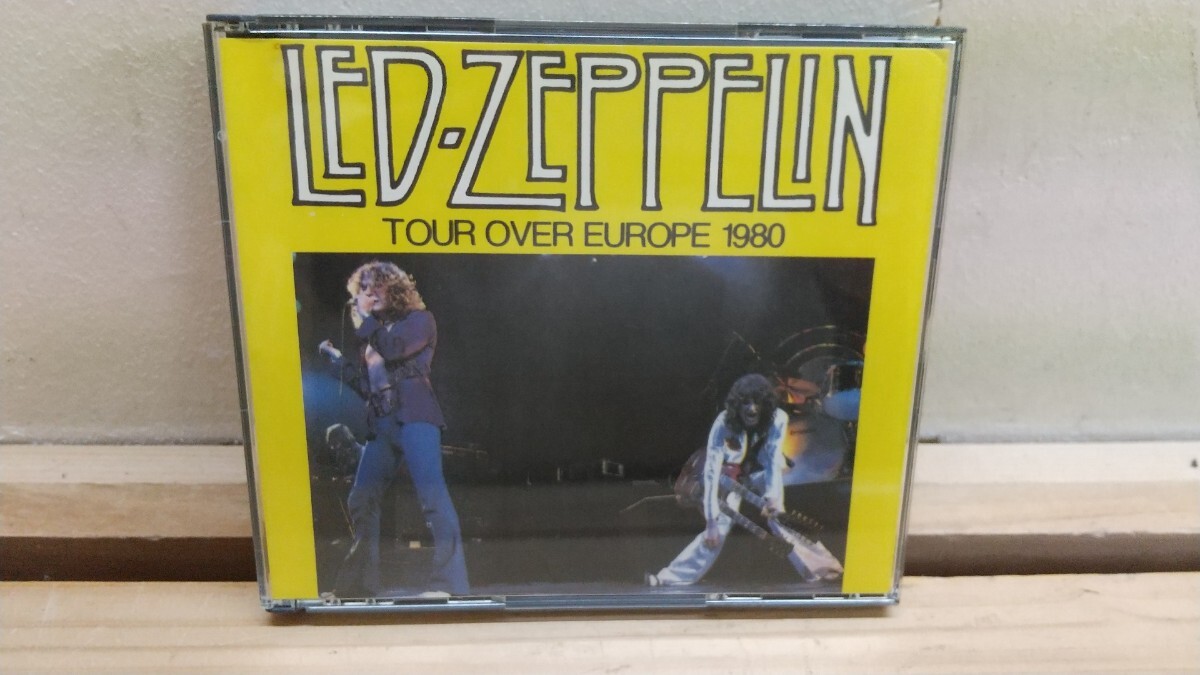 LED-ZEPPELIN
TOUR OVER EUROPE 1980